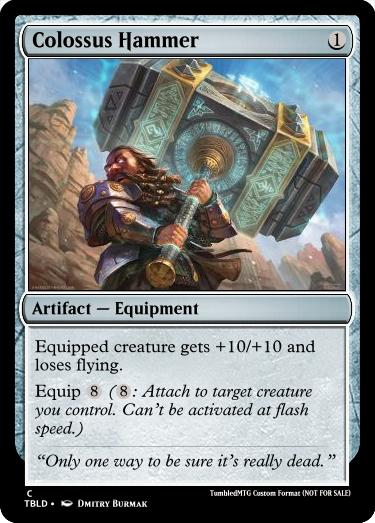 Colossus Hammer 1
Artifact — Equipment
Equipped creature gets +10/+10 and
loses flying.
Equip 8 (8: Attach to target creature
you control. Can't be activated at flash
speed.)
“Only one way to be sure it's really dead.”
C
TBLD • Dmitry Burmak
TumbledMTG Custom Format (NOT FOR SALE)